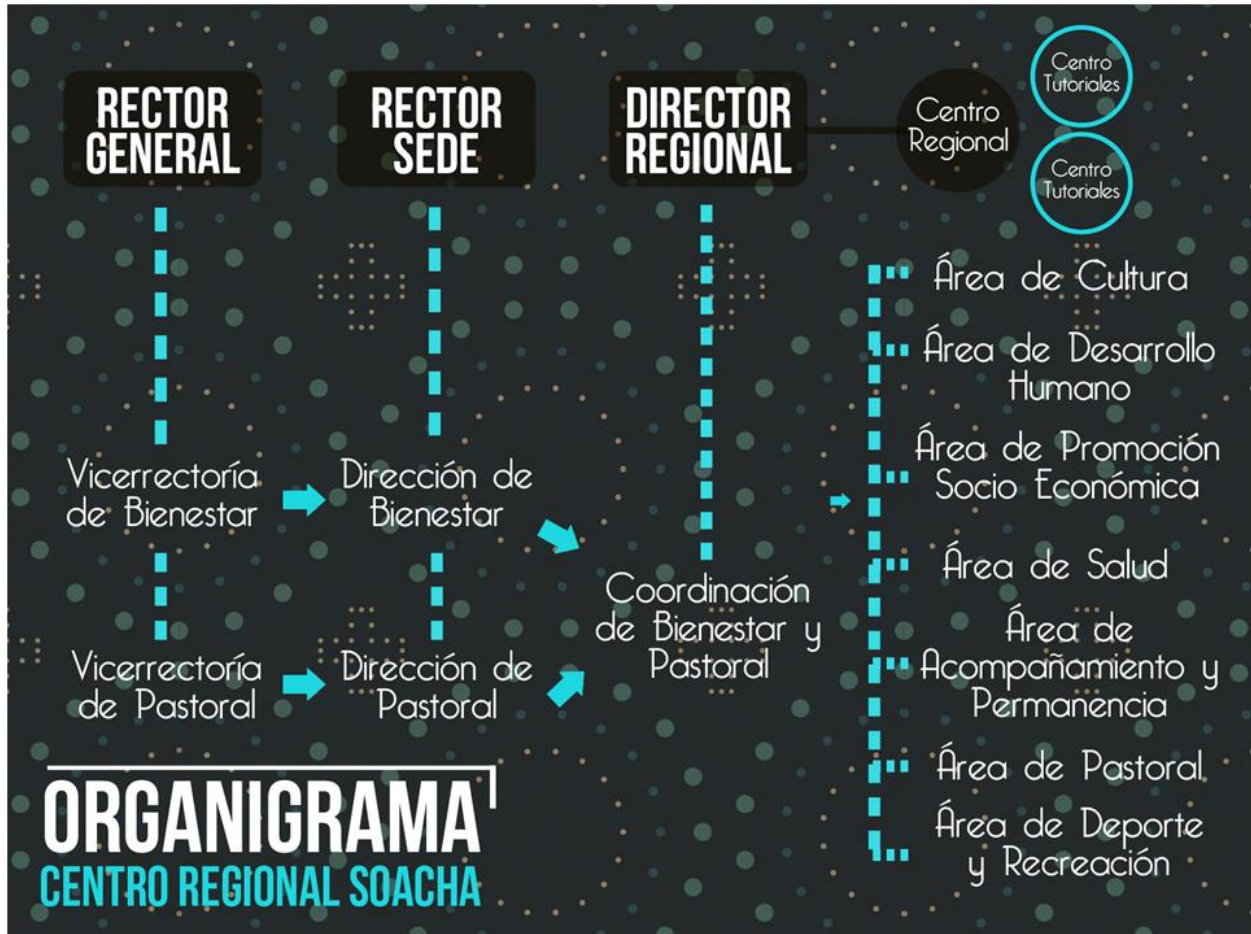 RECTOR
GENERAL
RECTOR
SEDE
DIRECTOR
REGIONAL
Centro
Regional
Centro
Tutoriales
Centro
Tutoriales
Vicerrectoría
de Bienestar
Dirección de
Bienestar
Vicerrectoría
de Pastoral
Dirección de
Pastoral
Coordinación
de Bienestar y
Pastoral
Área de Cultura
Área de Desarrollo
Humano
Área de Promoción
Socio Económica
Área de Salud
Área de
Acompañamiento y
Permanencia
Área de Pastoral
Área de Deporte
y Recreación
ORGANIGRAMA
CENTRO REGIONAL SOACHA